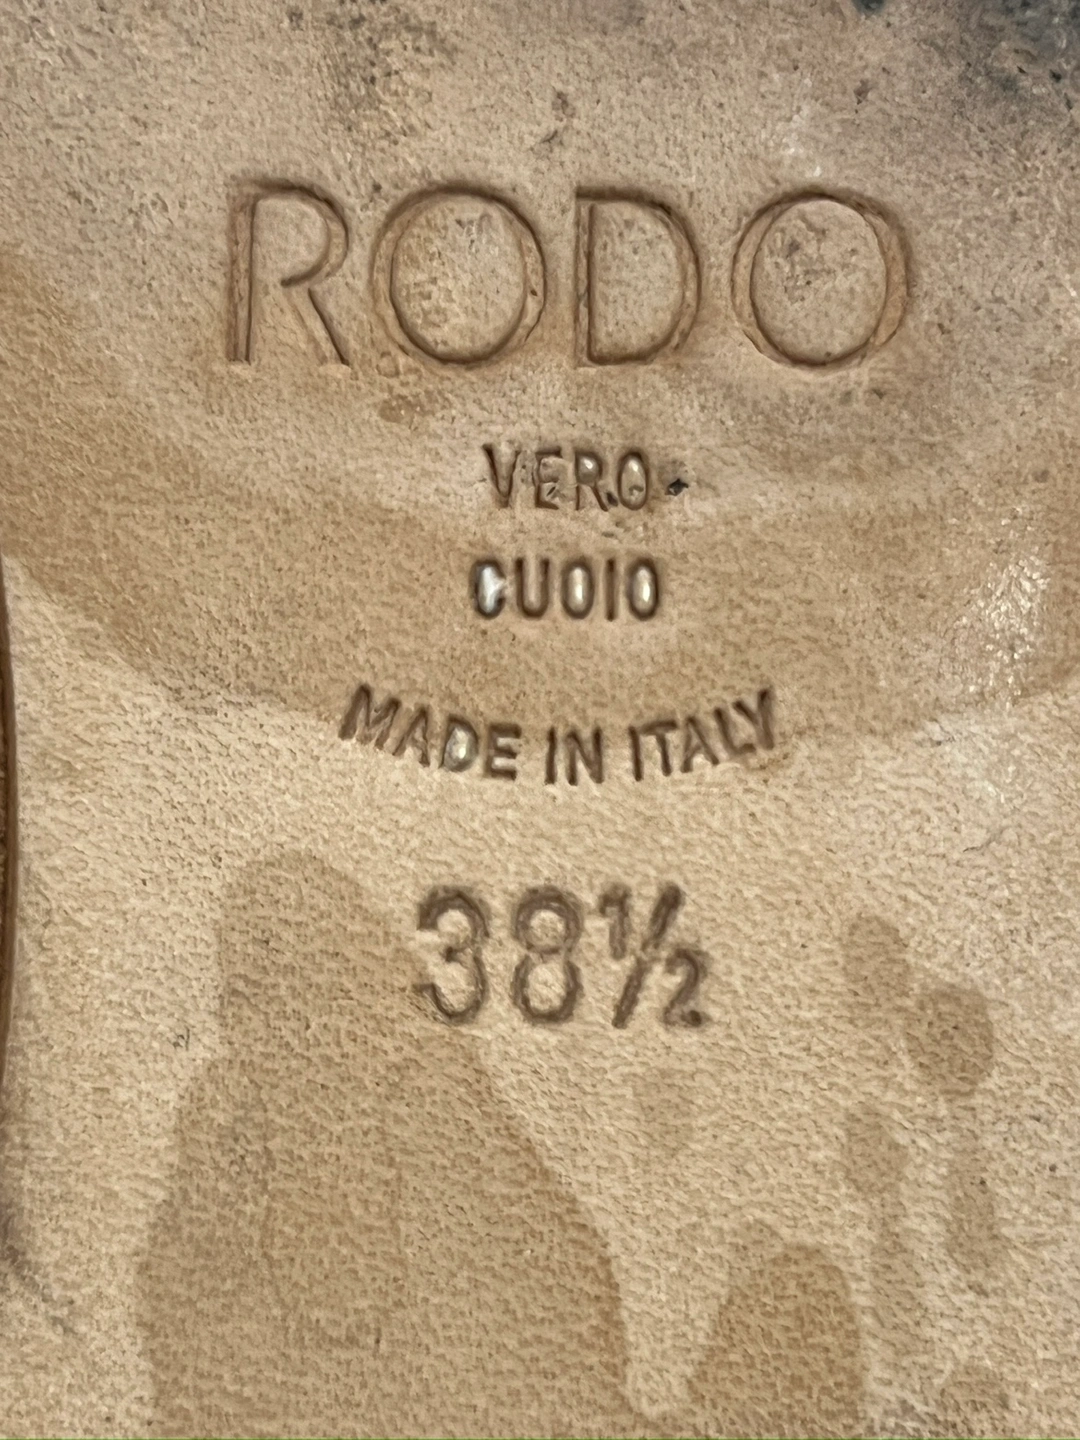 RODO
VERO
CUOIO
MADE IN ITALY
38½